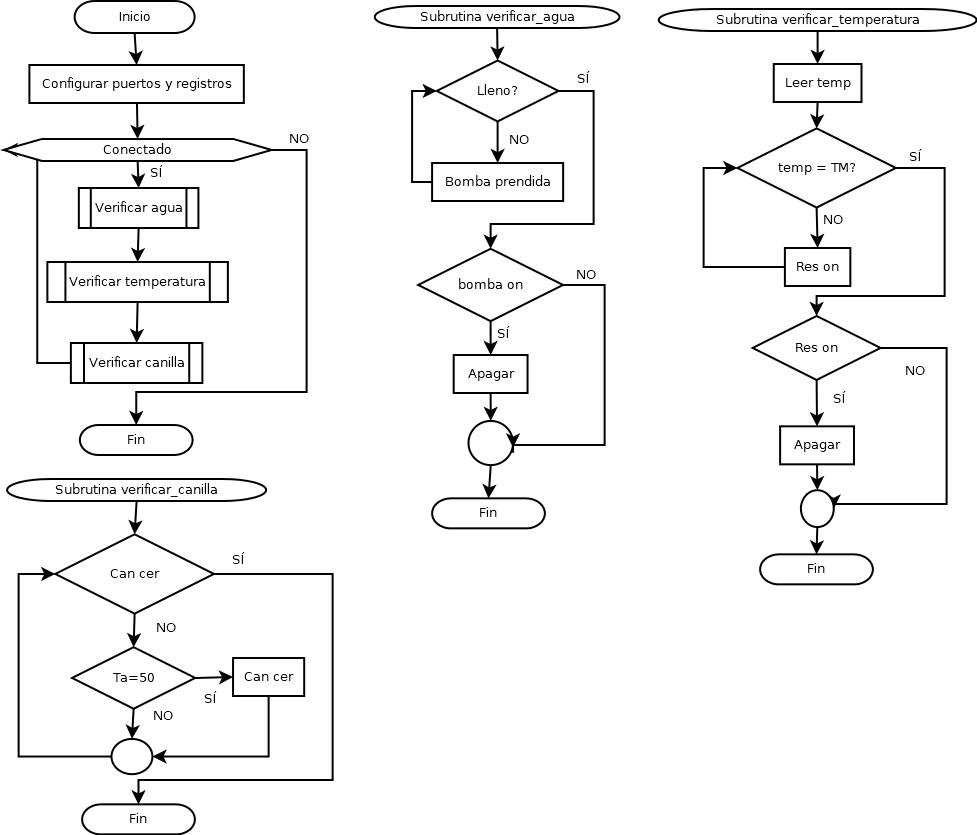 Inicio
Configurar puertos y registros
Conectado
NO
SÍ
Verificar agua
Verificar temperatura
Verificar canilla
Fin
Subrutina verificar_agua
Lleno?
SÍ
NO
Bomba prendida
bomba on
NO
SÍ
Apagar
Fin
Subrutina verificar_temperatura
Leer temp
temp = TM?
SÍ
NO
Res on
Res on
NO
SÍ
Apagar
Fin
Subrutina verificar_canilla
Can cer
SÍ
NO
Ta=50
Can cer
SÍ
NO
Fin